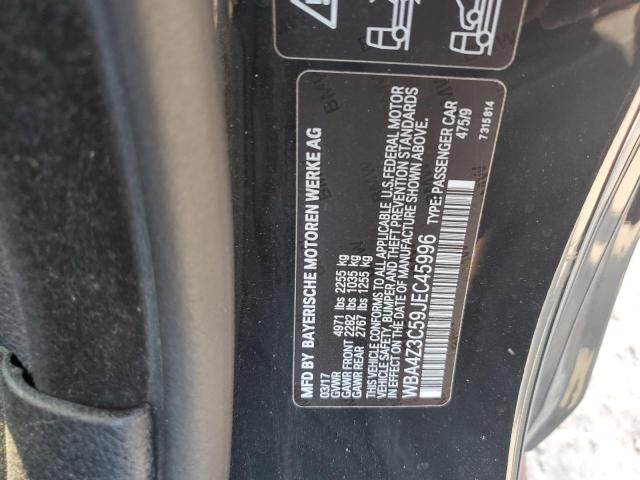 MFD BY BAYERISCHE MOTOREN WERKE AG
03/17
GVWR 4971 lbs 2255 kg
GAWR FRONT 2282 lbs 1035 kg
GAWR REAR 2767 lbs 1255 kg
THIS VEHICLE CONFORMS TO ALL APPLICABLE U.S. FEDERAL MOTOR
VEHICLE SAFETY, BUMPER AND THEFT PREVENTION STANDARDS
IN EFFECT ON THE DATE OF MANUFACTURE SHOWN ABOVE.
WBA4Z3C59JEC45996 TYPE: PASSENGER CAR
475/9
7315814